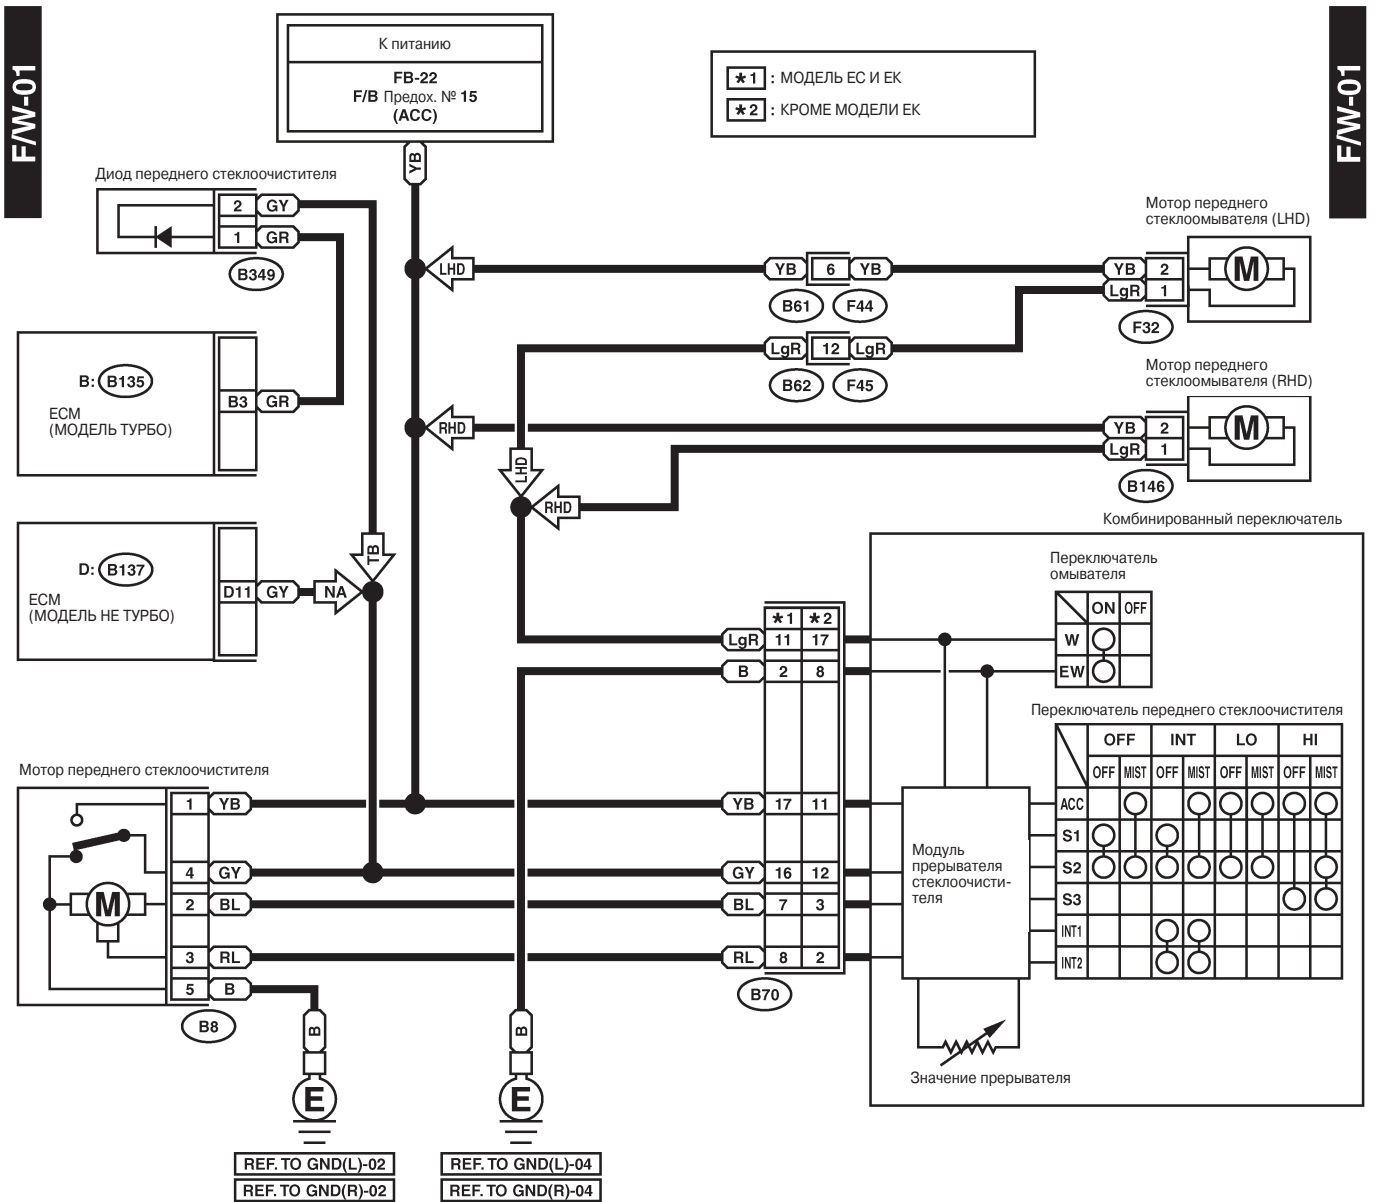 F/W-01
F/W-01
К питанию
FB-22
F/B Предох. № 15
(ACC)
YB
*1 : МОДЕЛЬ ЕС И ЕК
*2 : КРОМЕ МОДЕЛИ ЕК
Диод переднего стеклоочистителя
2 GY
1 GR
B349
Мотор переднего
стеклоомывателя (LHD)
LHD
YB 6 YB
YB 2
LgR 1
M
B61 F44
F32
LgR 12 LgR
B62 F45
B: B135
ECM
(МОДЕЛЬ ТУРБО)
B3 GR
Мотор переднего
стеклоомывателя (RHD)
RHD
YB 2
LgR 1
M
B146
LHD
RHD
D: B137
ECM
(МОДЕЛЬ НЕ ТУРБО)
D11 GY
NA
TB
Комбинированный переключатель
Переключатель
омывателя
ON OFF
W
EW
*1 *2
LgR 11 17
B 2 8
YB 17 11
GY 16 12
BL 7 3
RL 8 2
B70
Переключатель переднего стеклоочистителя
OFF INT LO HI
OFF MIST OFF MIST OFF MIST OFF MIST
ACC
S1
S2
S3
INT1
INT2
Модуль
прерывателя
стеклоочисти-
теля
Значение прерывателя
Мотор переднего стеклоочистителя
1 YB
4 GY
2 BL
3 RL
5 B
M
B8
B
B
E
E
REF. TO GND(L)-02
REF. TO GND(R)-02
REF. TO GND(L)-04
REF. TO GND(R)-04